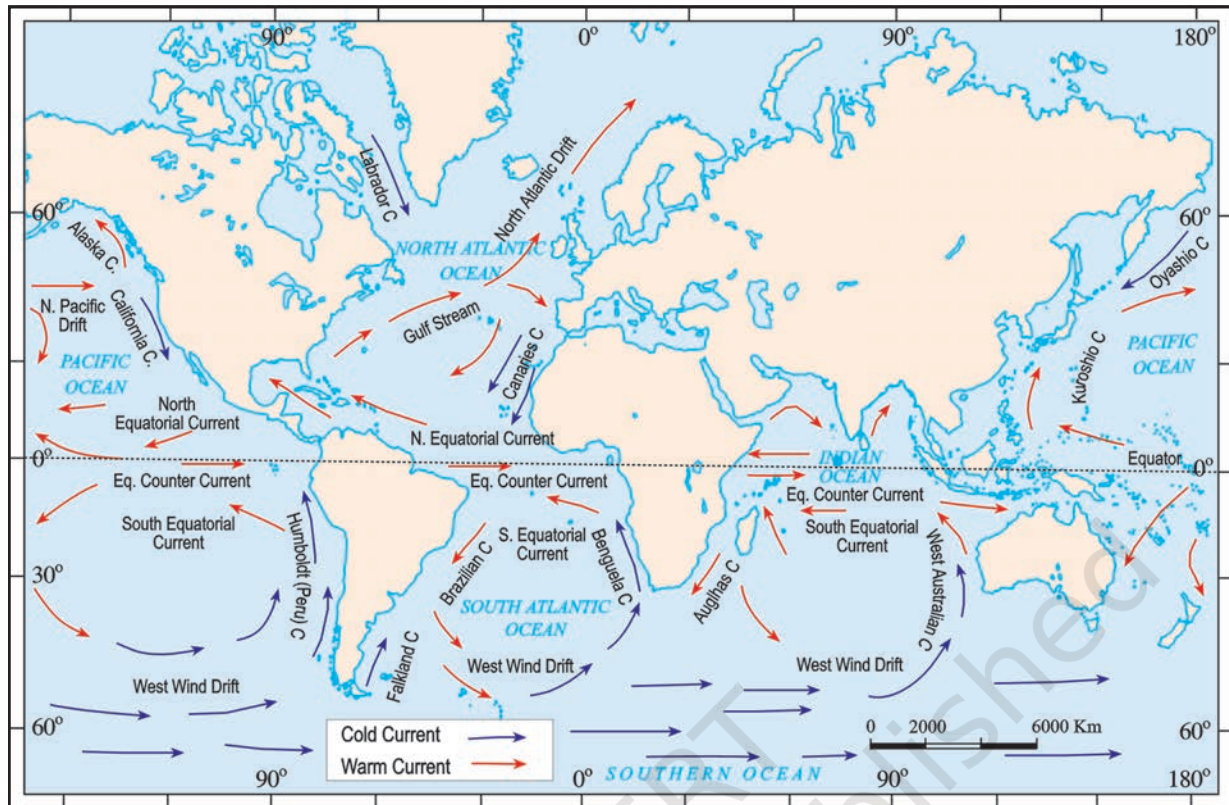 90º 0º 90º 180º
Labrador C
North Atlantic Drift
60º
60º
NORTH ATLANTIC
OCEAN
Alaska C.
Oyashio C
N. Pacific
Drift
California C.
Gulf Stream
Canaries C
Kuroshio C
PACIFIC
OCEAN
PACIFIC
OCEAN
North
Equatorial Current
N. Equatorial Current
0º
INDIAN
OCEAN
Equator
0º
Eq. Counter Current
Eq. Counter Current
Eq. Counter Current
South Equatorial
Current
Humboldt (Peru) C
S. Equatorial
Current
Benguela C
South Equatorial
Current
West Australian C
Brazilian C
Auglhas C
30º
30º
SOUTH ATLANTIC
OCEAN
Falkland C
West Wind Drift
West Wind Drift
West Wind Drift
60º
60º
Cold Current
Warm Current
0 2000 6000 Km
SOUTHERN OCEAN
90º 0º 90º 180º